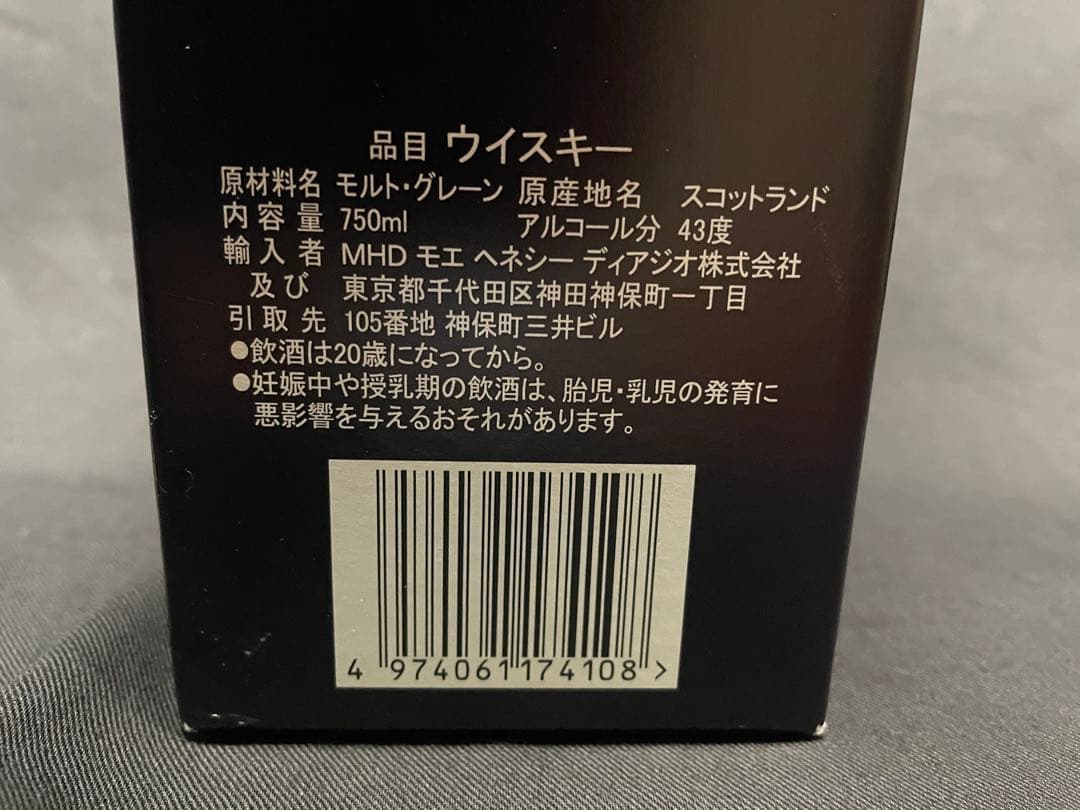 品目 ウイスキー
原材料名 モルト・グレーン 原産地名 スコットランド
内容量 750ml アルコール分 43度
輸入者 MHD モエ ヘネシー ディアジオ株式会社
及び 東京都千代田区神田神保町一丁目
引取先 105番地 神保町三井ビル
●飲酒は20歳になってから。
●妊娠中や授乳期の飲酒は、胎児・乳児の発育に
悪影響を与えるおそれがあります。
4 974061 174108 >